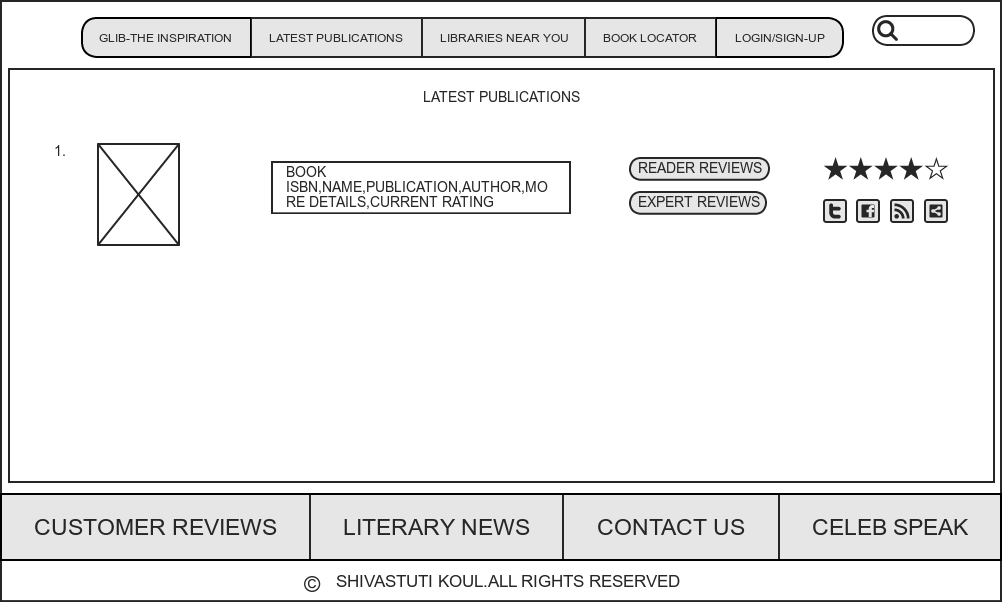 GLIB-THE INSPIRATION LATEST PUBLICATIONS LIBRARIES NEAR YOU BOOK LOCATOR LOGIN/SIGN-UP
LATEST PUBLICATIONS
1.
BOOK
ISBN,NAME,PUBLICATION,AUTHOR,MO
RE DETAILS,CURRENT RATING
READER REVIEWS
EXPERT REVIEWS
CUSTOMER REVIEWS LITERARY NEWS CONTACT US CELEB SPEAK
© SHIVASTUTI KOUL.ALL RIGHTS RESERVED